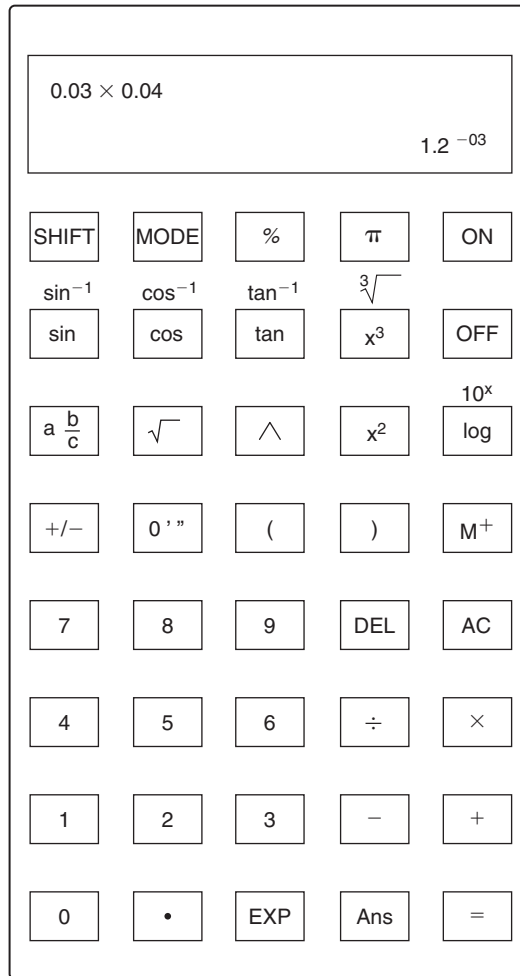 0.03 × 0.04
1.2 ⁻⁰³
SHIFT MODE % π ON
sin⁻¹ cos⁻¹ tan⁻¹ ³√
sin cos tan x³ OFF
10ˣ
a b/c √ ∧ x² log
+/− 0 ' ” ( ) M⁺
7 8 9 DEL AC
4 5 6 ÷ ×
1 2 3 − +
0 • EXP Ans =